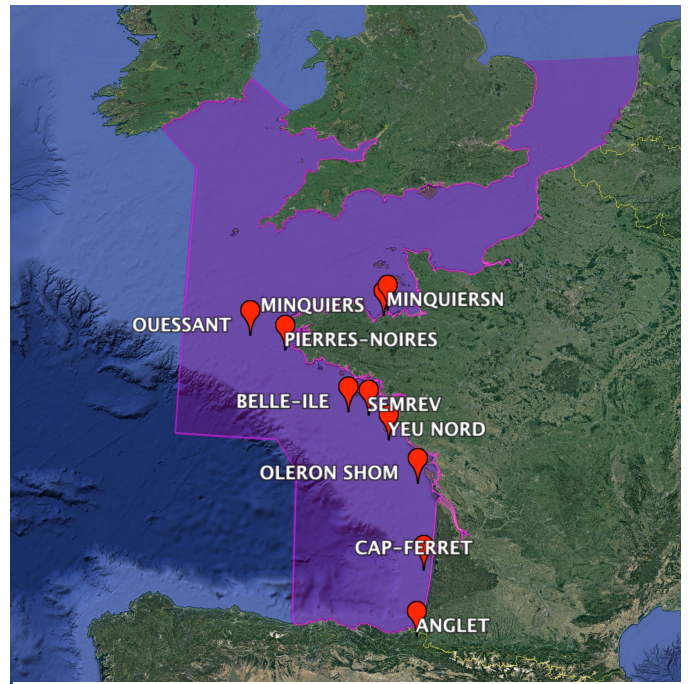 MINQUIERS
MINQUIERSN
OUESSANT
PIERRES-NOIRES
BELLE-ILE
SEMREV
YEU NORD
OLERON SHOM
CAP-FERRET
ANGLET